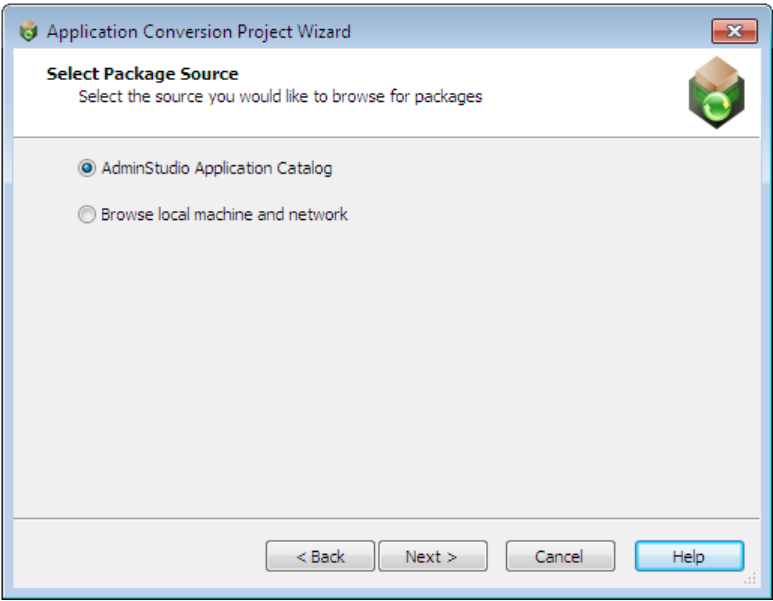 Application Conversion Project Wizard
Select Package Source
Select the source you would like to browse for packages
AdminStudio Application Catalog
Browse local machine and network
< Back Next > Cancel Help